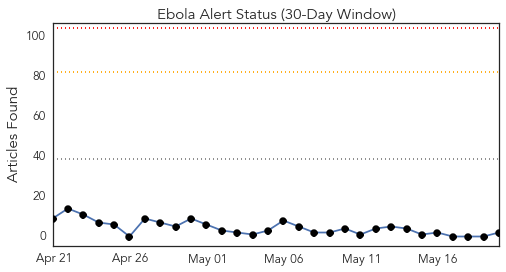 Ebola Alert Status (30-Day Window)
Articles Found
100
80
60
40
20
0
Apr 21 Apr 26 May 01 May 06 May 11 May 16